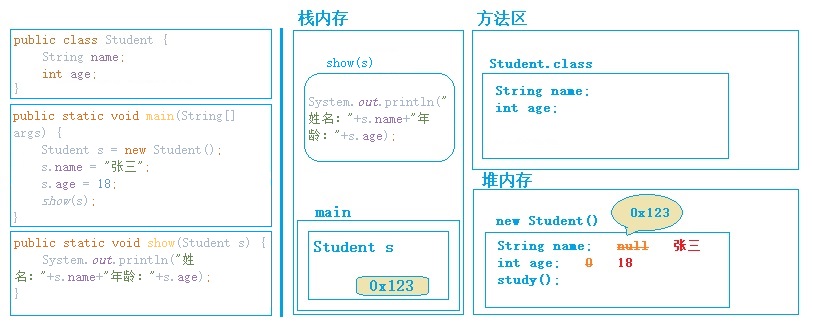 public class Student {
String name;
int age;
}
public static void main(String[]
args) {
Student s = new Student();
s.name = "张三";
s.age = 18;
show(s);
}
public static void show(Student s) {
System.out.println("姓
名："+s.name+"年龄："+s.age);
}
栈内存
show(s)
System.out.println("
姓名："+s.name+"年
龄："+s.age);
main
Student s
0x123
方法区
Student.class
String name;
int age;
堆内存
0x123
new Student()
String name; null 张三
int age; 0 18
study();